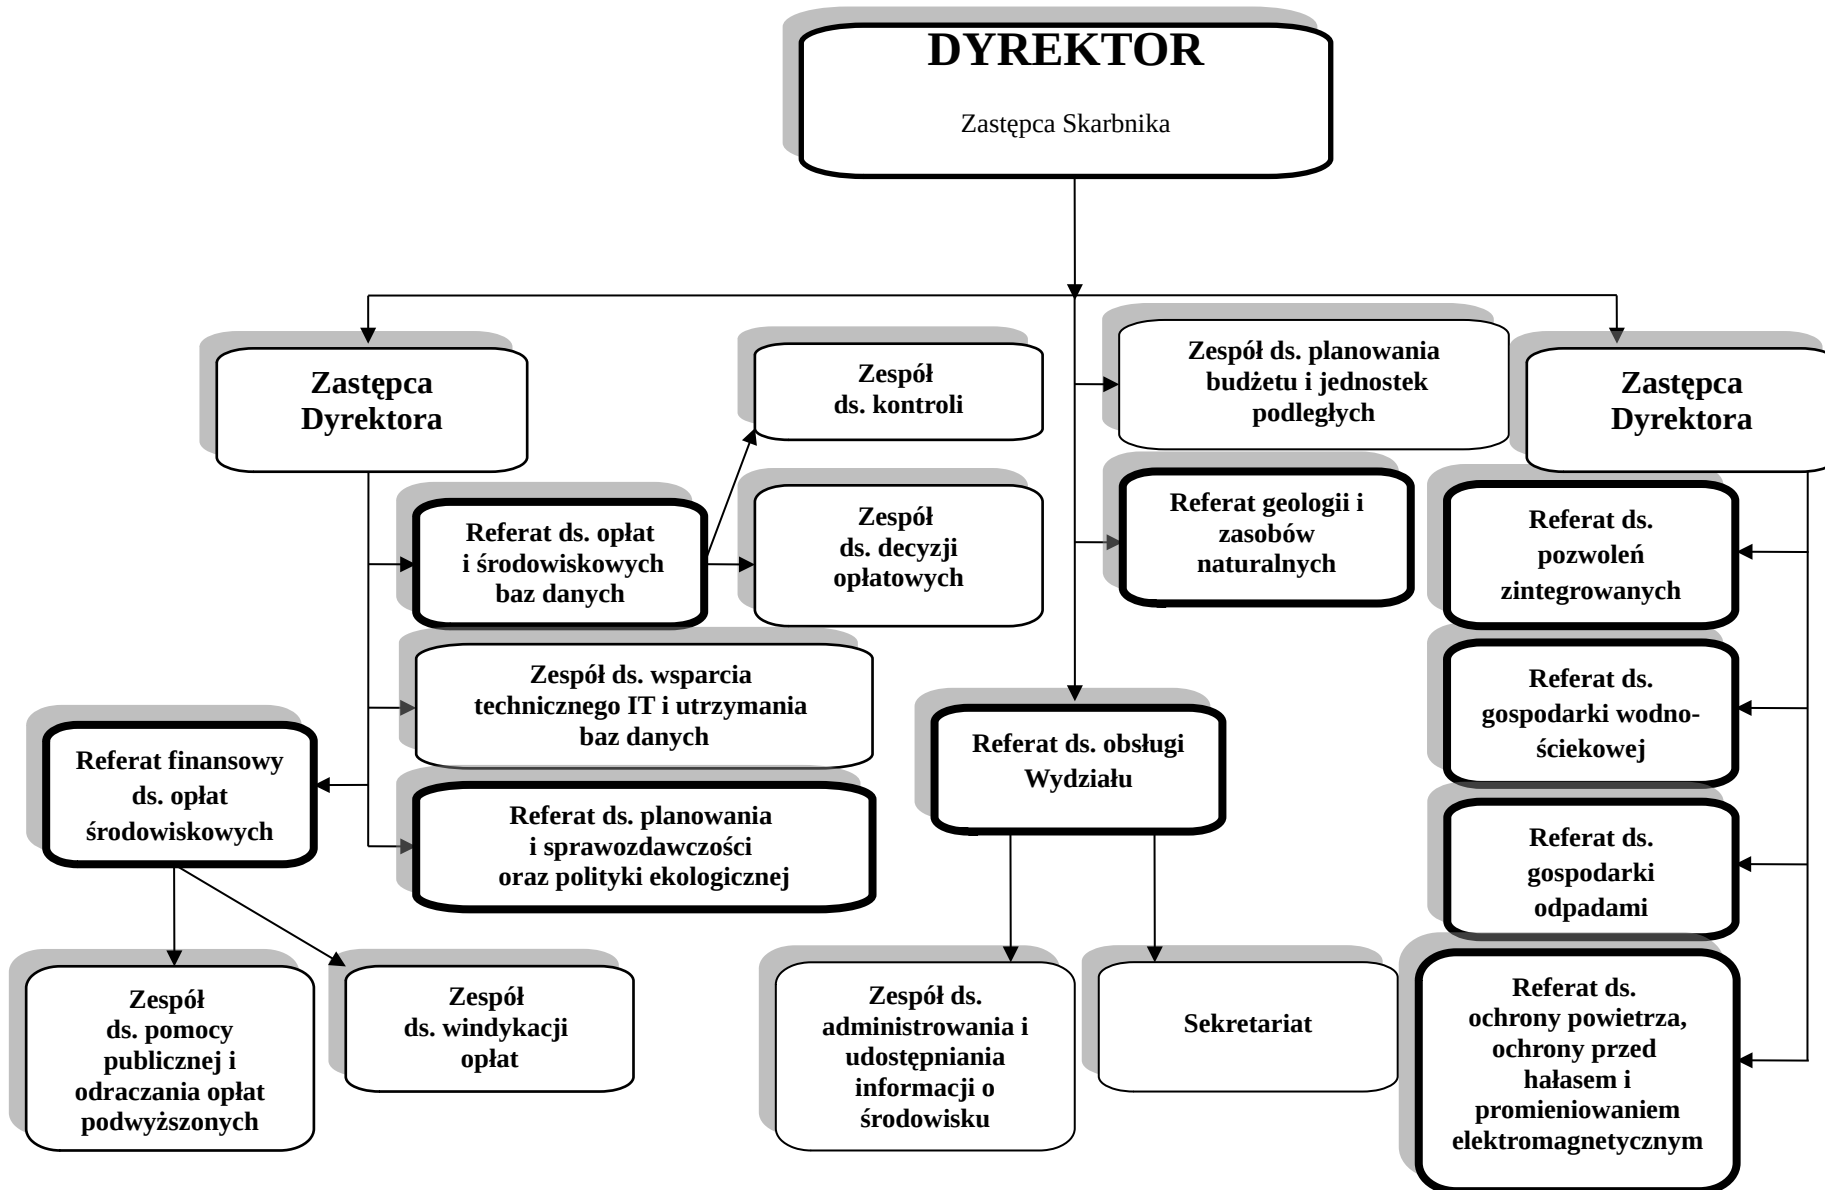 DYREKTOR
Zastępca Skarbnika
Zastępca
Dyrektora
Zespół
ds. kontroli
Zespół ds. planowania
budżetu i jednostek
podległych
Zastępca
Dyrektora
Referat ds. opłat
i środowiskowych
baz danych
Zespół
ds. decyzji
opłatowych
Referat geologii i
zasobów
naturalnych
Referat ds.
pozwoleń
zintegrowanych
Zespół ds. wsparcia
technicznego IT i utrzymania
baz danych
Referat ds.
gospodarki wodno-
ściekowej
Referat finansowy
ds. opłat
środowiskowych
Referat ds. obsługi
Wydziału
Referat ds. planowania
i sprawozdawczości
oraz polityki ekologicznej
Referat ds.
gospodarki
odpadami
Zespół
ds. pomocy
publicznej i
odraczania opłat
podwyższonych
Zespół
ds. windykacji
opłat
Zespół ds.
administrowania i
udostępniania
informacji o
środowisku
Sekretariat
Referat ds.
ochrony powietrza,
ochrony przed
hałasem i
promieniowaniem
elektromagnetycznym